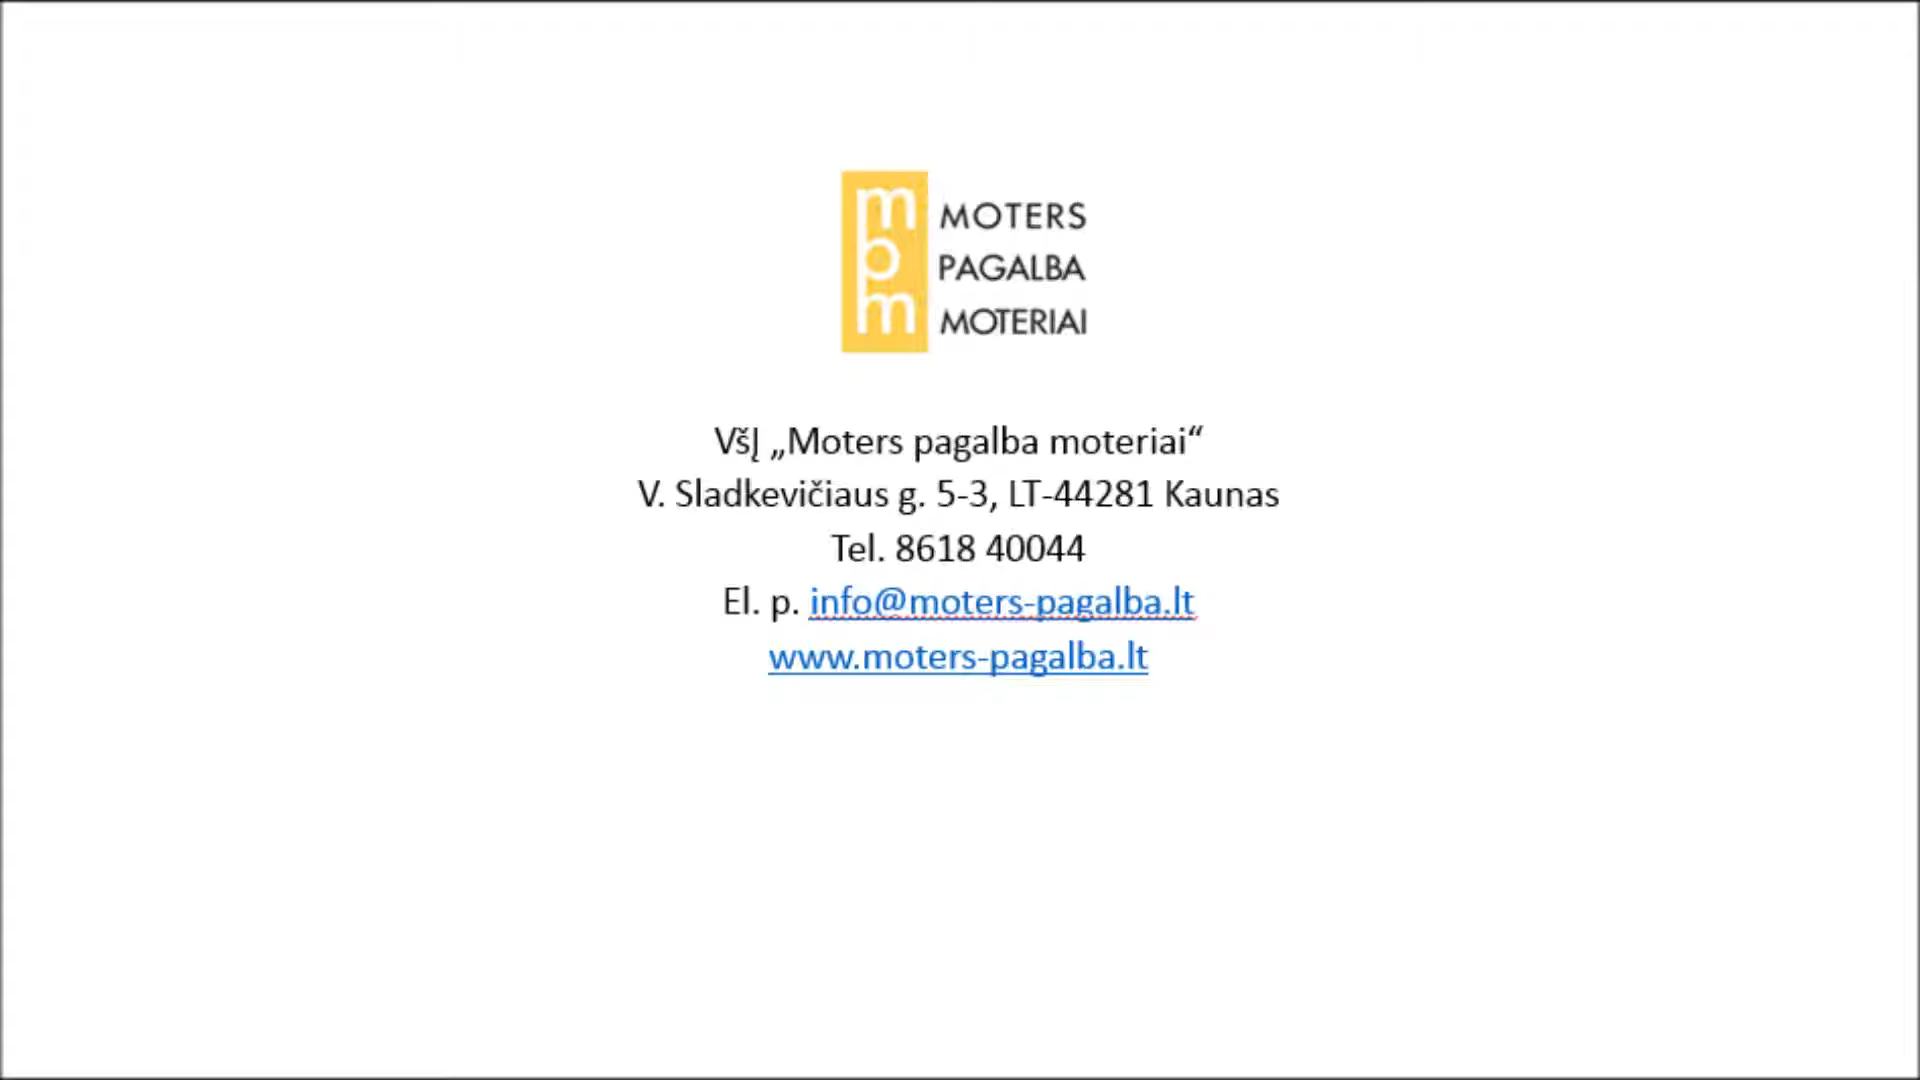 mpm
MOTERS
PAGALBA
MOTERIAI
VšĮ „Moters pagalba moteriai“
V. Sladkevičiaus g. 5-3, LT-44281 Kaunas
Tel. 8618 40044
El. p. info@moters-pagalba.lt
www.moters-pagalba.lt